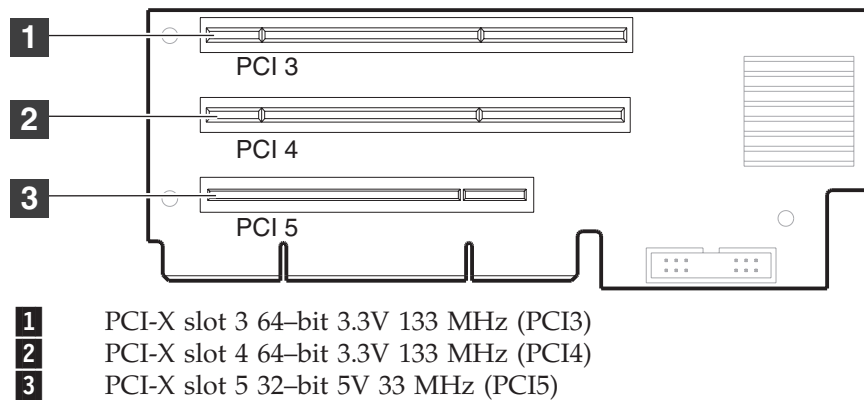 1
PCI 3
2
PCI 4
3
PCI 5
1 PCI-X slot 3 64–bit 3.3V 133 MHz (PCI3)
2 PCI-X slot 4 64–bit 3.3V 133 MHz (PCI4)
3 PCI-X slot 5 32–bit 5V 33 MHz (PCI5)